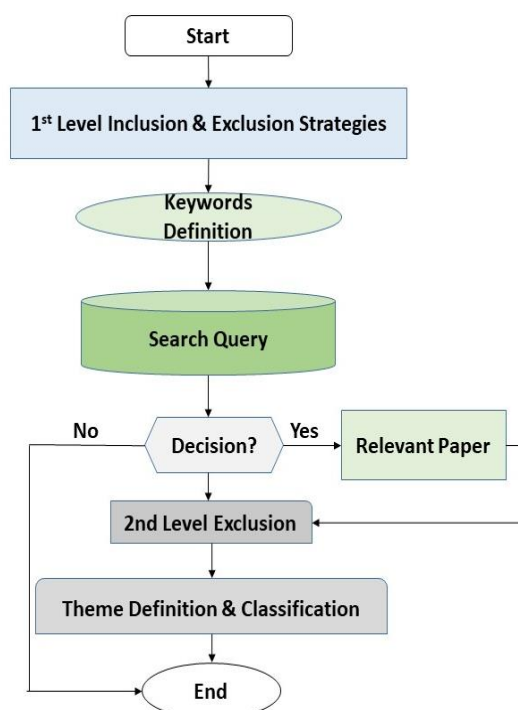 Start
1st Level Inclusion & Exclusion Strategies
Keywords
Definition
Search Query
No
Decision?
Yes
Relevant Paper
2nd Level Exclusion
Theme Definition & Classification
End